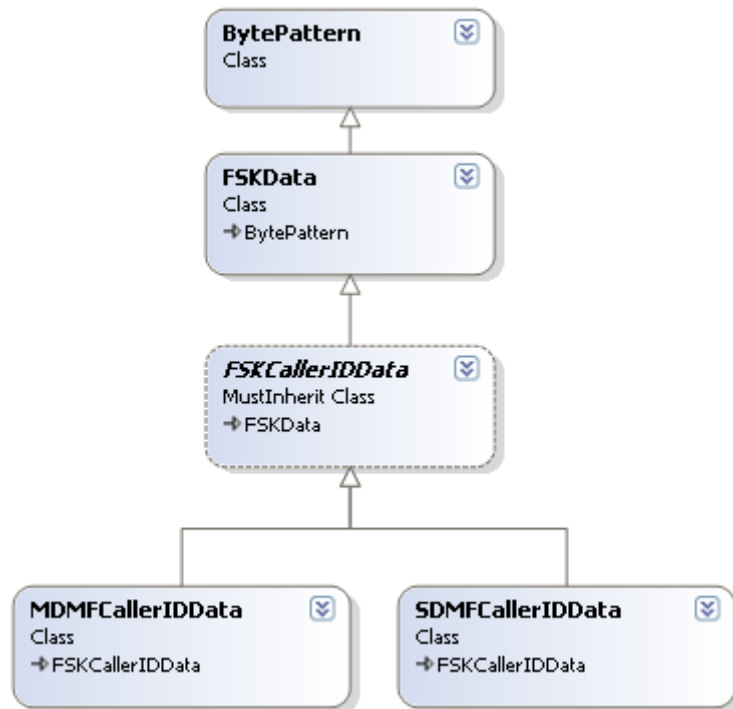 BytePattern
Class
FSKData
Class
BytePattern
FSKCallerIDData
MustInherit Class
FSKData
MDMFCallerIDData
Class
FSKCallerIDData
SDMFCallerIDData
Class
FSKCallerIDData